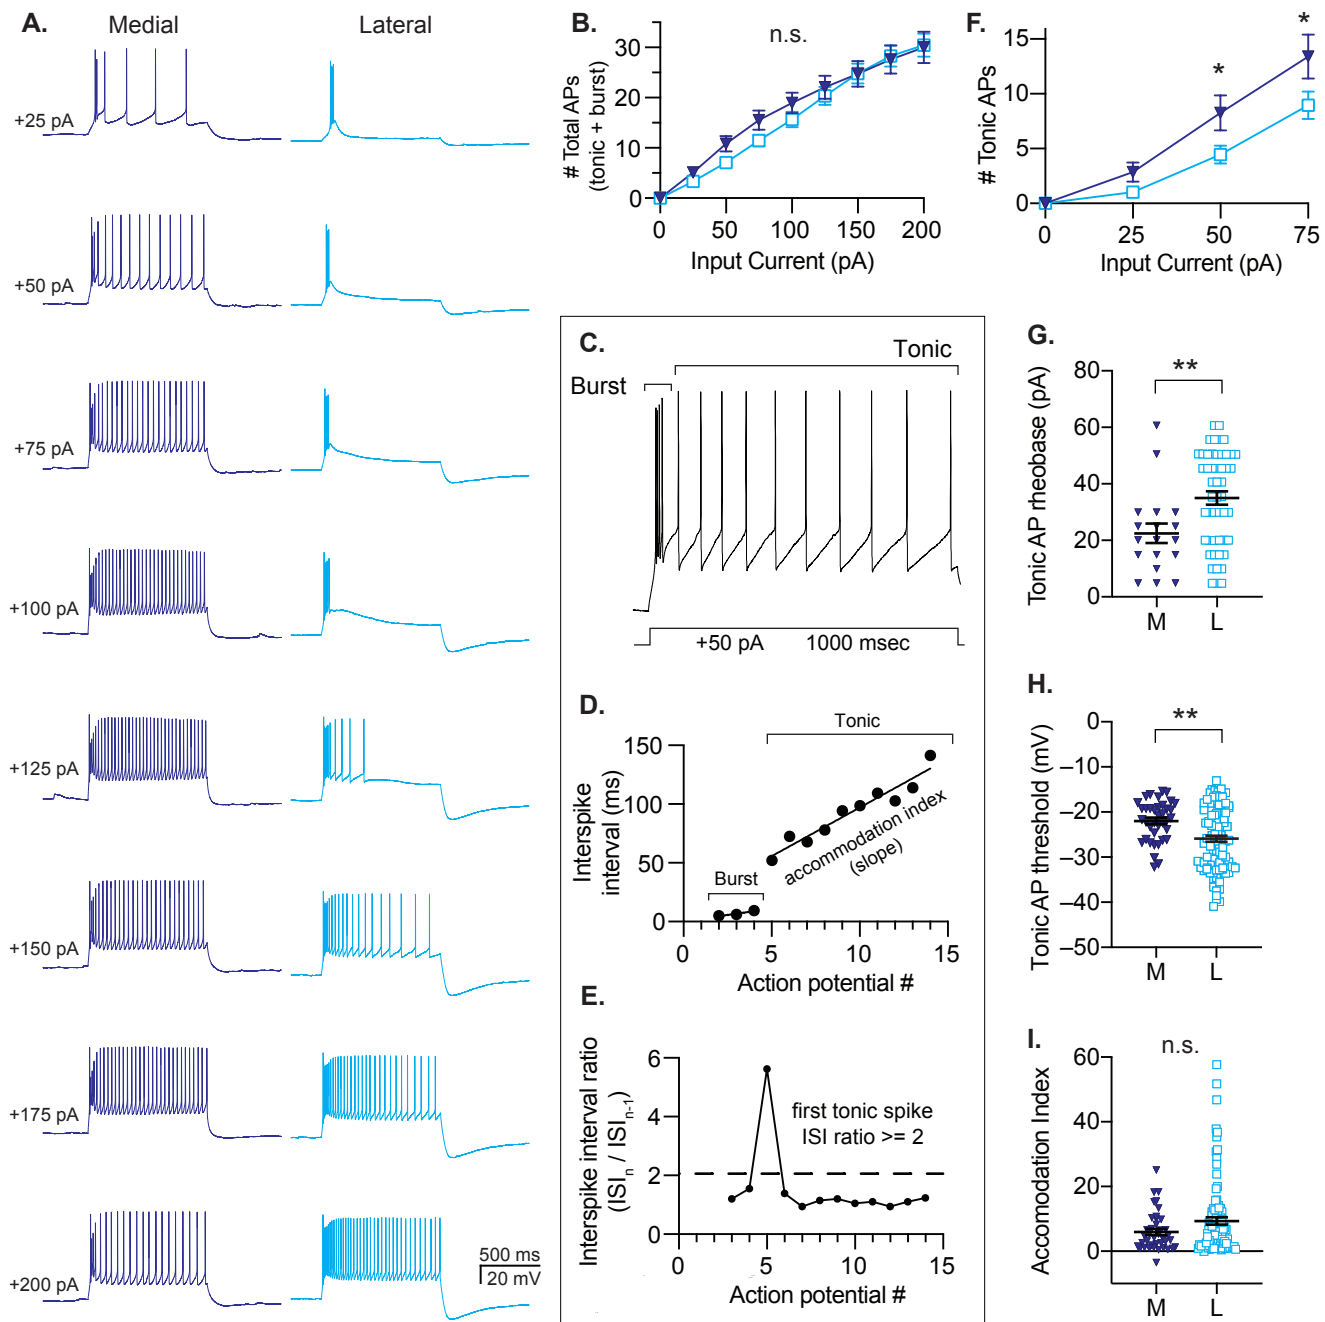 A.
Medial
Lateral
+25 pA
+50 pA
+75 pA
+100 pA
+125 pA
+150 pA
+175 pA
+200 pA
500 ms
20 mV
B.
n.s.
# Total APs
(tonic + burst)
30
20
10
0
0 50 100 150 200
Input Current (pA)
C.
Tonic
Burst
+50 pA 1000 msec
D.
Tonic
Burst
accommodation index
(slope)
Interspike
interval (ms)
150
100
50
0
0 5 10 15
Action potential #
E.
Interspike interval ratio
(ISIn / ISIn-1)
first tonic spike
ISI ratio >= 2
6
4
2
0
0 5 10 15
Action potential #
F.
*
*
# Tonic APs
15
10
5
0
0 25 50 75
Input Current (pA)
G.
**
Tonic AP rheobase (pA)
80
60
40
20
0
M L
H.
**
Tonic AP threshold (mV)
–0
–10
–20
–30
–40
–50
M L
I.
n.s.
Accomodation Index
60
40
20
0
M L